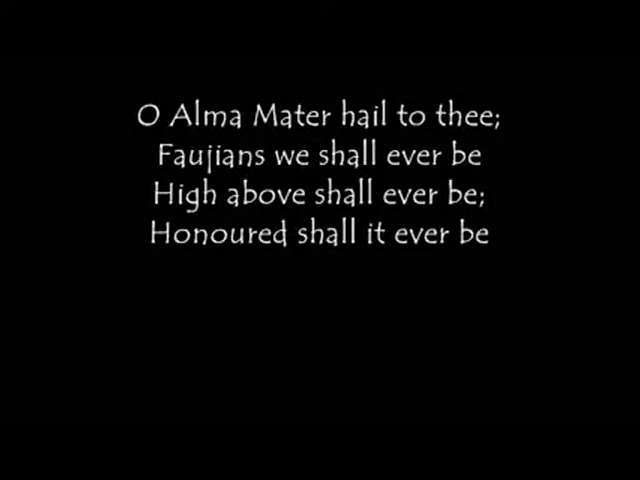 O Alma Mater hail to thee;
Faujians we shall ever be
High above shall ever be;
Honoured shall it ever be